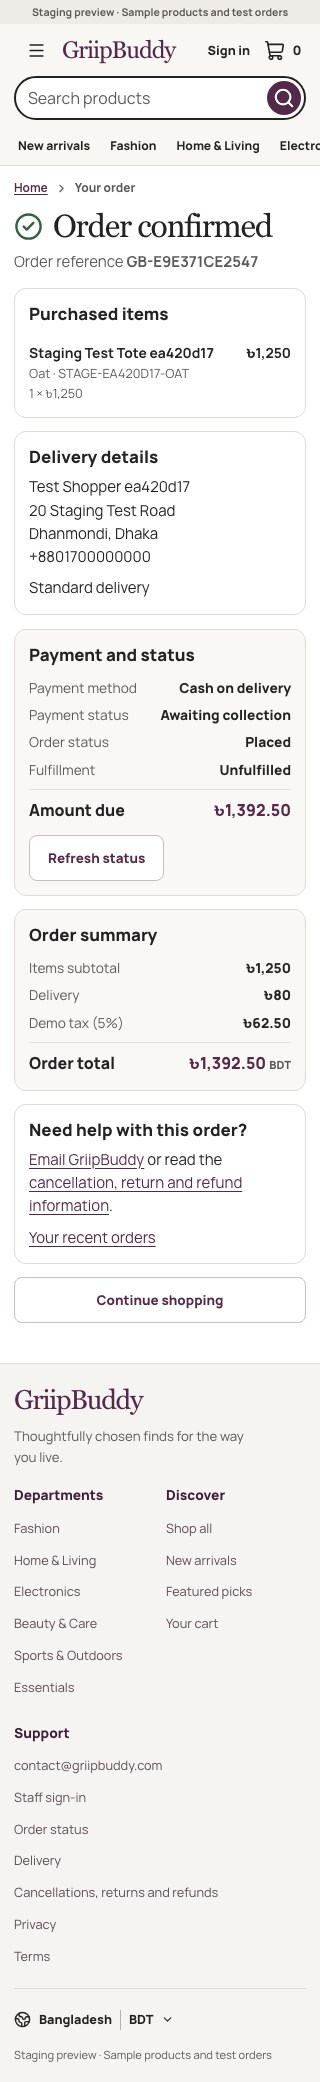 Staging preview · Sample products and test orders
GriipBuddy
Sign in
0
Search products
New arrivals
Fashion
Home & Living
Electro
Home
Your order
Order confirmed
Order reference GB-E9E371CE2547
Purchased items
Staging Test Tote ea420d17 ৳1,250
Oat · STAGE-EA420D17-OAT
1 × ৳1,250
Delivery details
Test Shopper ea420d17
20 Staging Test Road
Dhanmondi, Dhaka
+8801700000000
Standard delivery
Payment and status
Payment method Cash on delivery
Payment status Awaiting collection
Order status Placed
Fulfillment Unfulfilled
Amount due ৳1,392.50
Refresh status
Order summary
Items subtotal ৳1,250
Delivery ৳80
Demo tax (5%) ৳62.50
Order total ৳1,392.50 BDT
Need help with this order?
Email GriipBuddy or read the
cancellation, return and refund
information.
Your recent orders
Continue shopping
GriipBuddy
Thoughtfully chosen finds for the way
you live.
Departments
Fashion
Home & Living
Electronics
Beauty & Care
Sports & Outdoors
Essentials
Discover
Shop all
New arrivals
Featured picks
Your cart
Support
contact@griipbuddy.com
Staff sign-in
Order status
Delivery
Cancellations, returns and refunds
Privacy
Terms
Bangladesh
BDT
Staging preview · Sample products and test orders